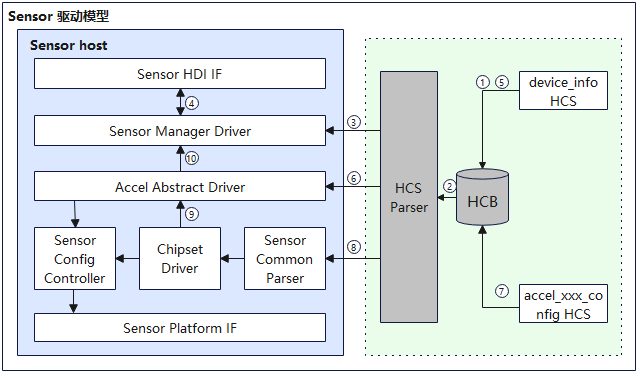 Sensor 驱动模型
Sensor host
Sensor HDI IF
④
Sensor Manager Driver
③
⑩
Accel Abstract Driver
⑥
⑨
Sensor
Config
Controller
Chipset
Driver
Sensor
Common
Parser
⑧
Sensor Platform IF
HCS
Parser
②
HCB
① ⑤
device_info
HCS
⑦
accel_xxx_co
nfig HCS